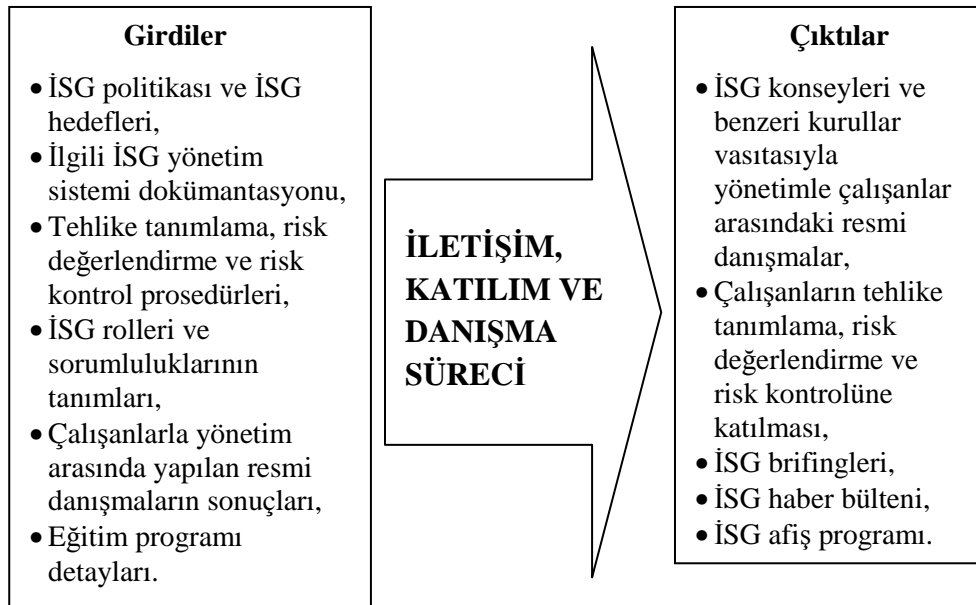 Girdiler
• İSG politikası ve İSG
hedefleri,
• İlgili İSG yönetim
sistemi dokümantasyonu,
• Tehlike tanımlama, risk
değerlendirme ve risk
kontrol prosedürleri,
• İSG rolleri ve
sorumluluklarının
tanımları,
• Çalışanlarla yönetim
arasında yapılan resmi
danışmaların sonuçları,
• Eğitim programı
detayları.
İLETİŞİM,
KATILIM VE
DANIŞMA
SÜRECİ
Çıktılar
• İSG konseyleri ve
benzeri kurullar
vasıtasıyla
yönetimle çalışanlar
arasındaki resmi
danışmalar,
• Çalışanların tehlike
tanımlama, risk
değerlendirme ve
risk kontrolüne
katılması,
• İSG brifingleri,
• İSG haber bülteni,
• İSG afiş programı.